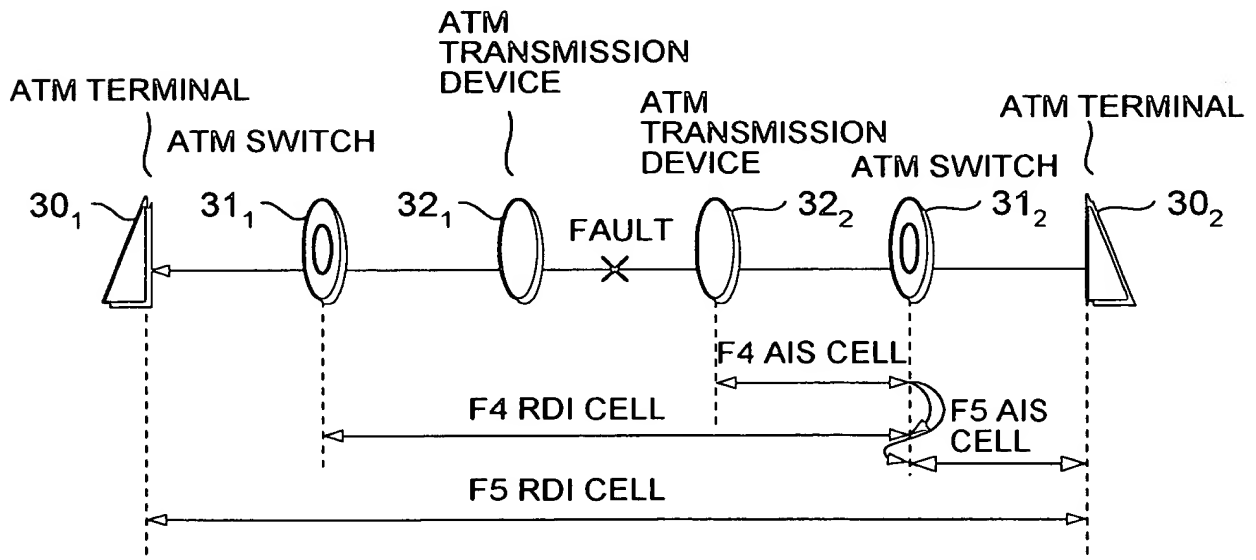 ATM
TRANSMISSION
DEVICE
ATM TERMINAL
ATM SWITCH
ATM
TRANSMISSION
DEVICE
ATM TERMINAL
ATM SWITCH
30₁
31₁
32₁
FAULT
32₂
31₂
30₂
F4 AIS CELL
F4 RDI CELL
F5 AIS
CELL
F5 RDI CELL